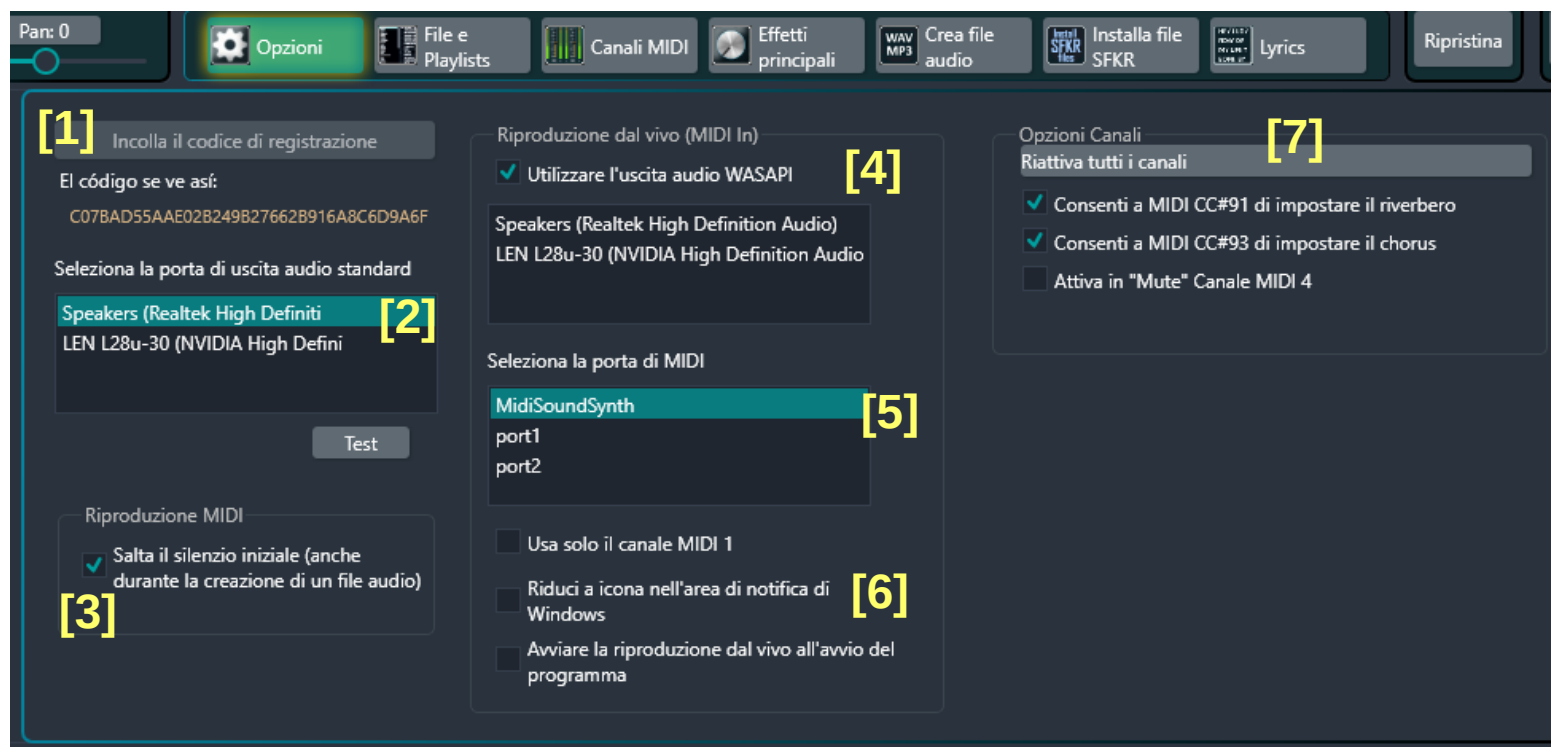 Pan: 0
Opzioni
File e
Playlists
Canali MIDI
Effetti
principali
WAV
MP3
Crea file
audio
Install
SFKR
files
Installa file
SFKR
Lyrics
Ripristina
[1]
Incolla il codice di registrazione
El código se ve así:
C07BAD55AAE02B249B27662B916A8C6D9A6F
Seleziona la porta di uscita audio standard
Speakers (Realtek High Definiti
[2]
LEN L28u-30 (NVIDIA High Defini
Test
Riproduzione MIDI
Salta il silenzio iniziale (anche
durante la creazione di un file audio)
[3]
Riproduzione dal vivo (MIDI In)
Utilizzare l'uscita audio WASAPI
[4]
Speakers (Realtek High Definition Audio)
LEN L28u-30 (NVIDIA High Definition Audio
Seleziona la porta di MIDI
MidiSoundSynth
[5]
port1
port2
Usa solo il canale MIDI 1
Riduci a icona nell'area di notifica di
Windows
[6]
Avviare la riproduzione dal vivo all'avvio del
programma
Opzioni Canali
[7]
Riattiva tutti i canali
Consenti a MIDI CC#91 di impostare il riverbero
Consenti a MIDI CC#93 di impostare il chorus
Attiva in "Mute" Canale MIDI 4